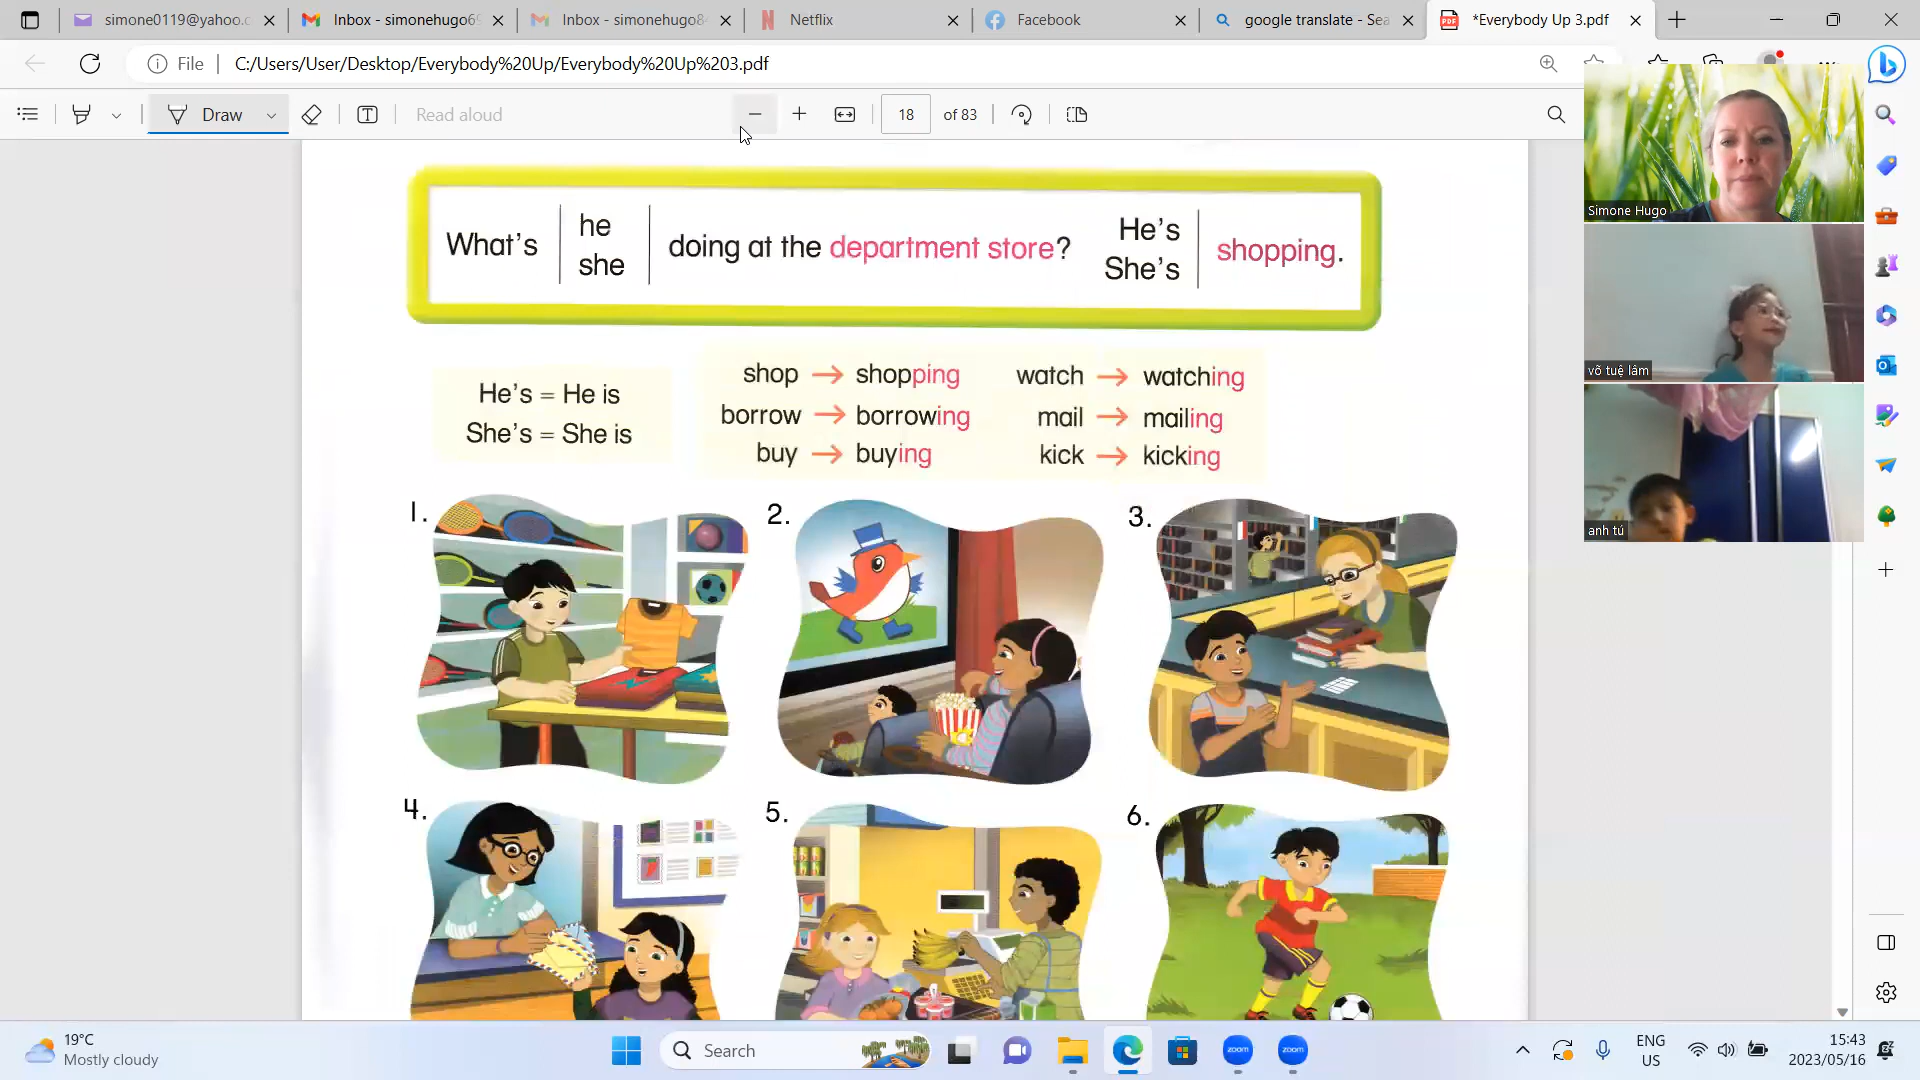 simone0119@yahoo.c
Inbox - simonehugo69
Inbox - simonehugo84
Netflix
Facebook
google translate - Sea
*Everybody Up 3.pdf
File
C:/Users/User/Desktop/Everybody%20Up/Everybody%20Up%203.pdf
Draw
Read aloud
18
of 83
What's
he
she
doing at the department store?
He's
She's
shopping.
He's = He is
She's = She is
shop → shopping
borrow → borrowing
buy → buying
watch → watching
mail → mailing
kick → kicking
1.
2.
3.
4.
5.
6.
Simone Hugo
võ tuệ lâm
anh tú
19°C
Mostly cloudy
Search
zoom
zoom
ENG
US
15:43
2023/05/16